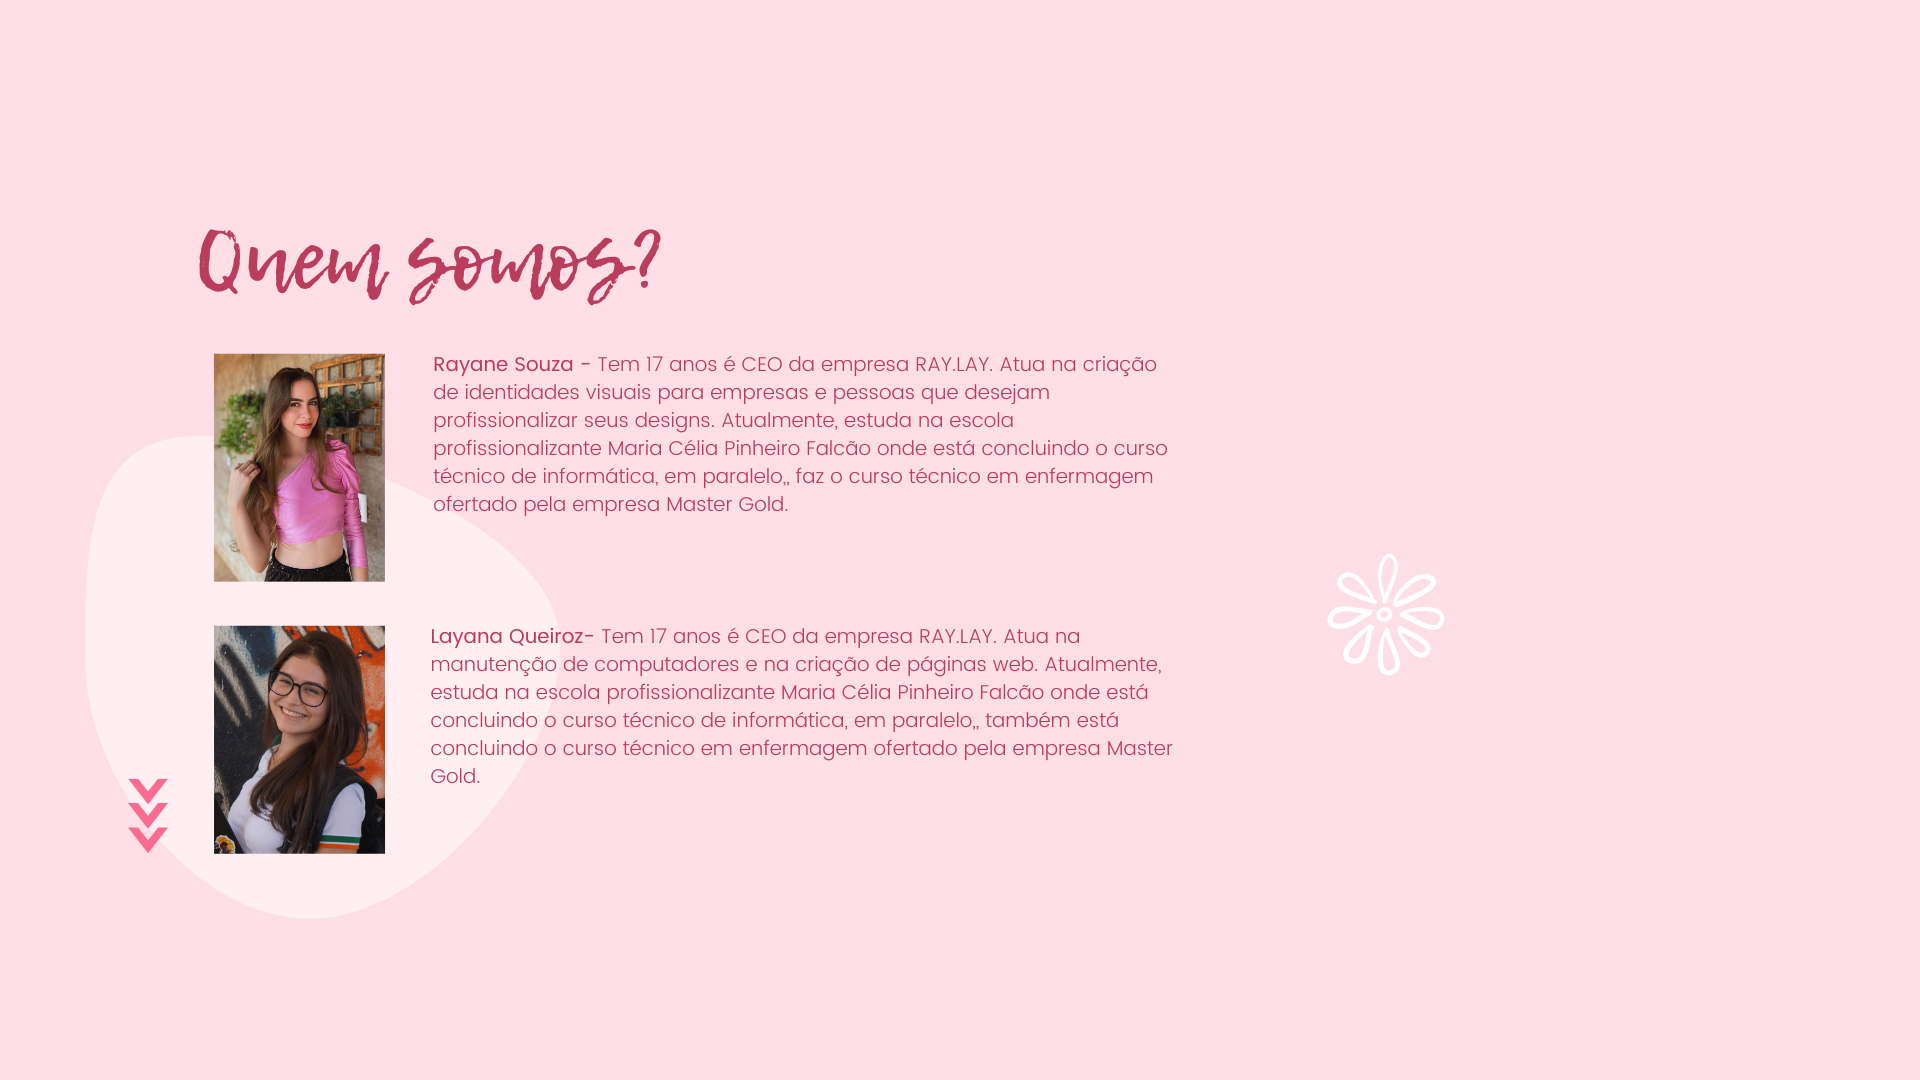 Quem somos?
Rayane Souza - Tem 17 anos é CEO da empresa RAY.LAY. Atua na criação
de identidades visuais para empresas e pessoas que desejam
profissionalizar seus designs. Atualmente, estuda na escola
profissionalizante Maria Célia Pinheiro Falcão onde está concluindo o curso
técnico de informática, em paralelo,, faz o curso técnico em enfermagem
ofertado pela empresa Master Gold.
Layana Queiroz- Tem 17 anos é CEO da empresa RAY.LAY. Atua na
manutenção de computadores e na criação de páginas web. Atualmente,
estuda na escola profissionalizante Maria Célia Pinheiro Falcão onde está
concluindo o curso técnico de informática, em paralelo,, também está
concluindo o curso técnico em enfermagem ofertado pela empresa Master
Gold.